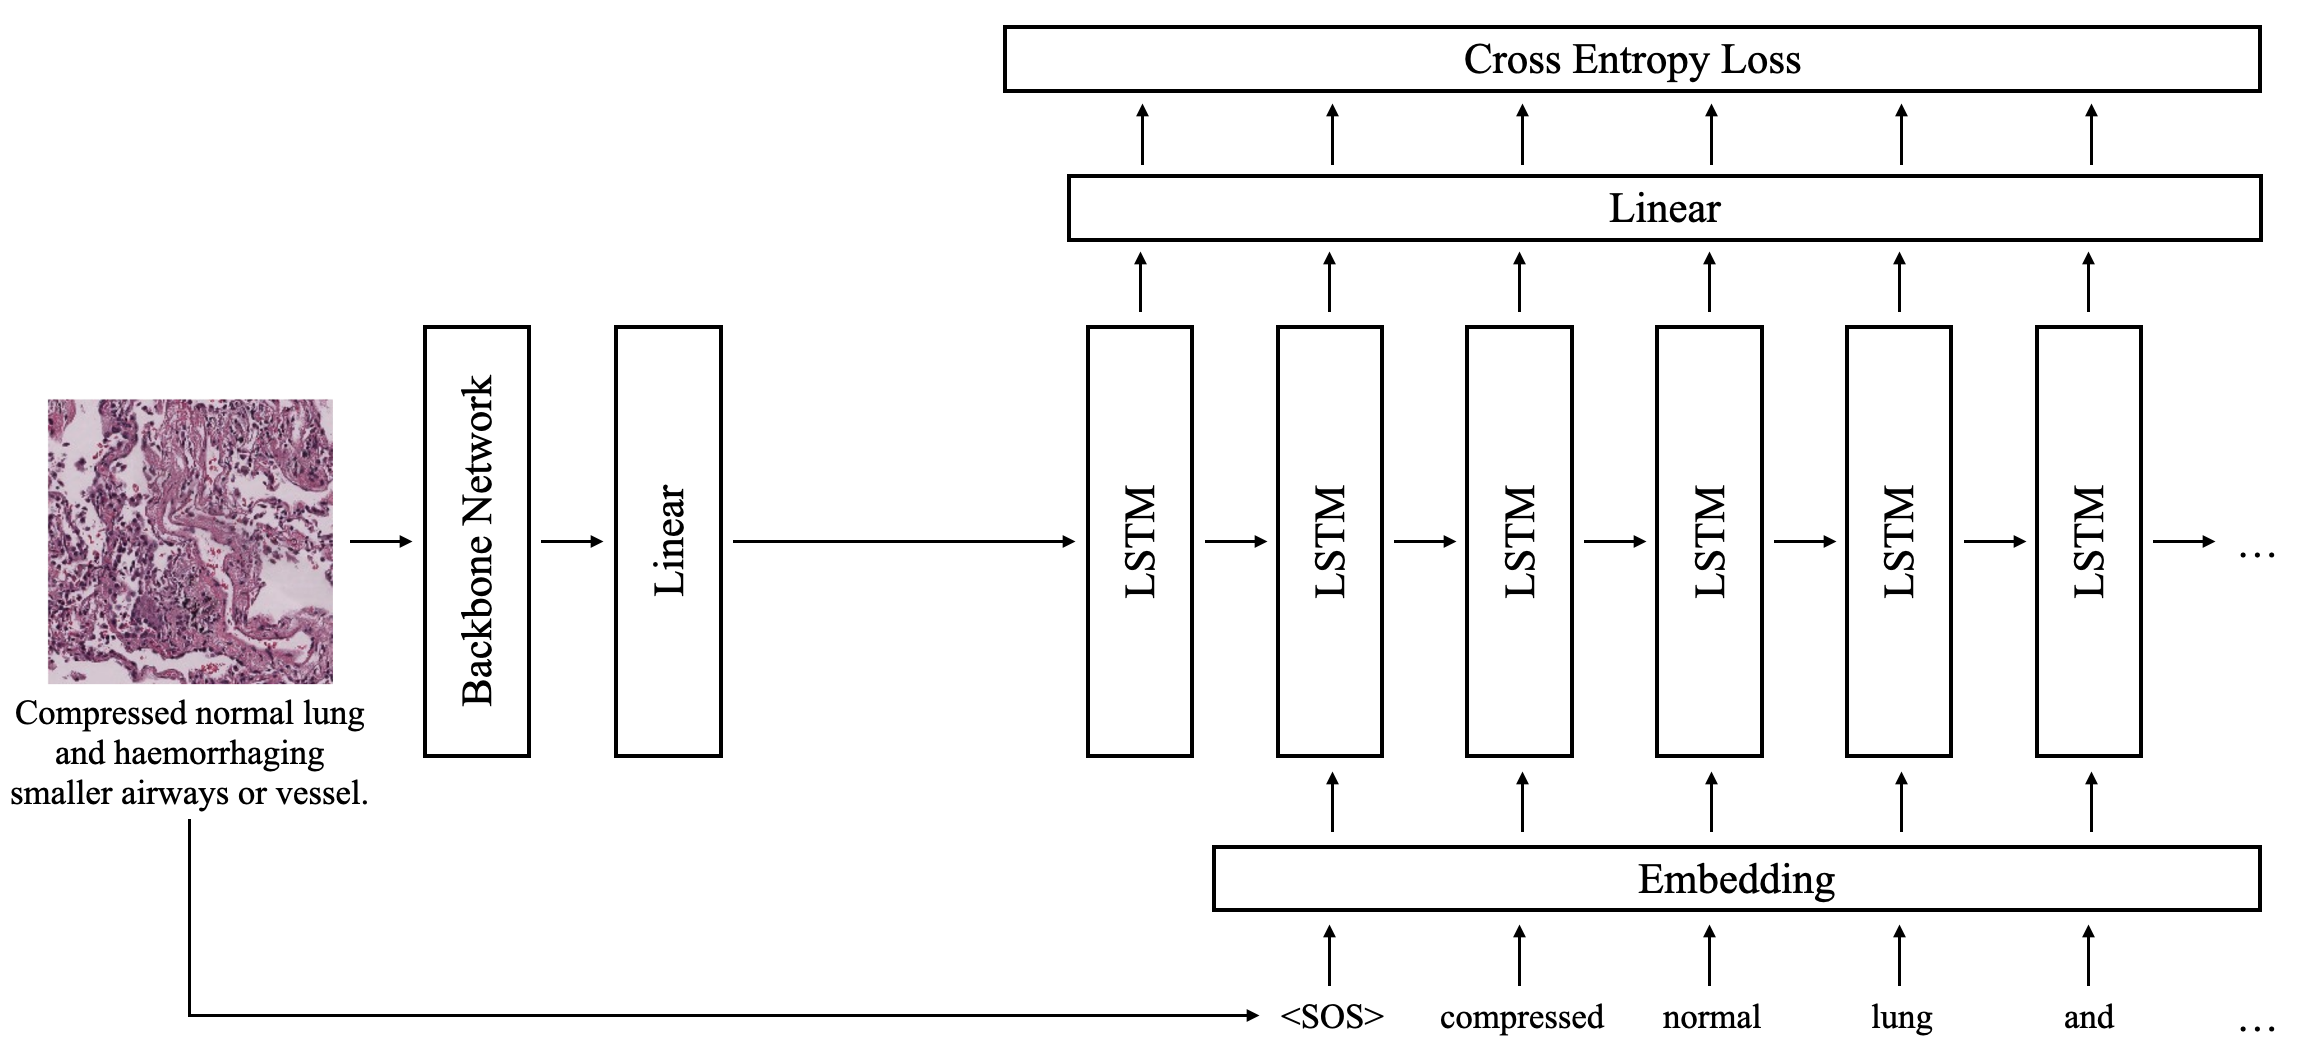 Cross Entropy Loss
Linear
Backbone Network
Linear
LSTM
LSTM
LSTM
LSTM
LSTM
LSTM
...
Compressed normal lung
and haemorrhaging
smaller airways or vessel.
Embedding
<SOS> compressed normal lung and ...